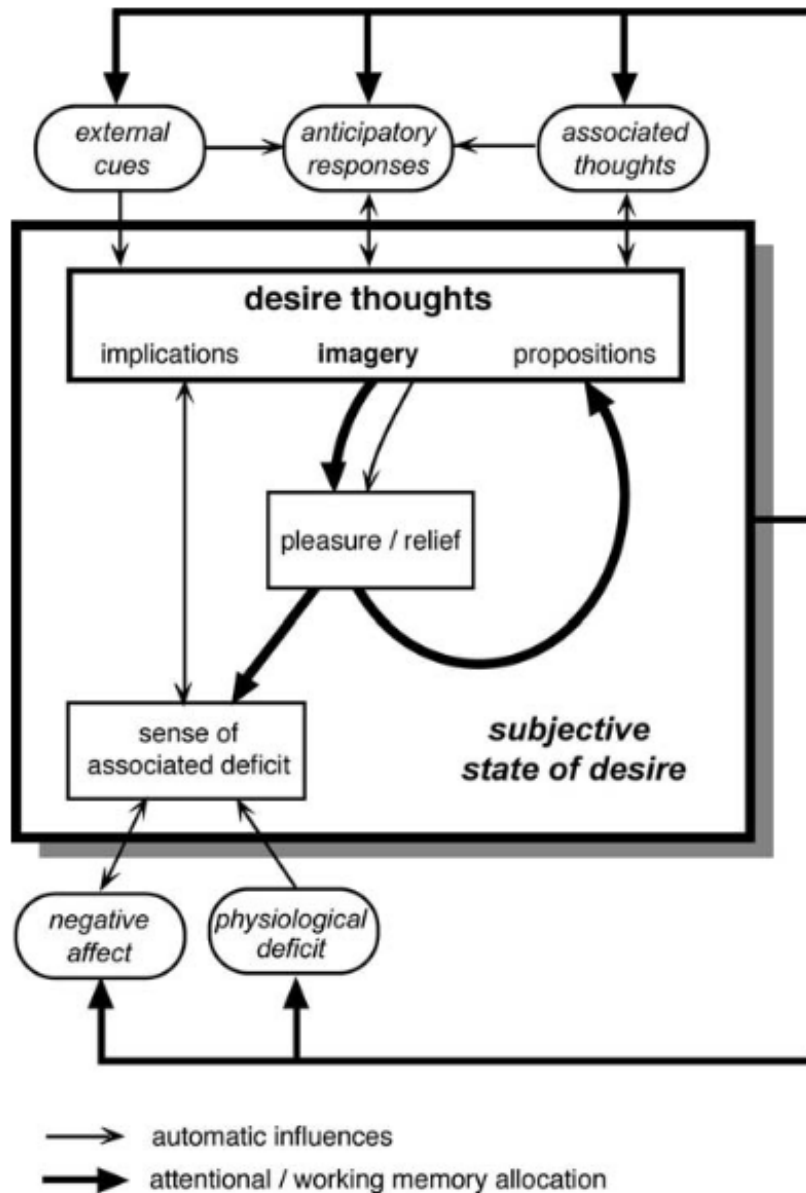 external
cues
anticipatory
responses
associated
thoughts
desire thoughts
implications imagery propositions
pleasure / relief
sense of
associated deficit
subjective
state of desire
negative
affect
physiological
deficit
automatic influences
attentional / working memory allocation